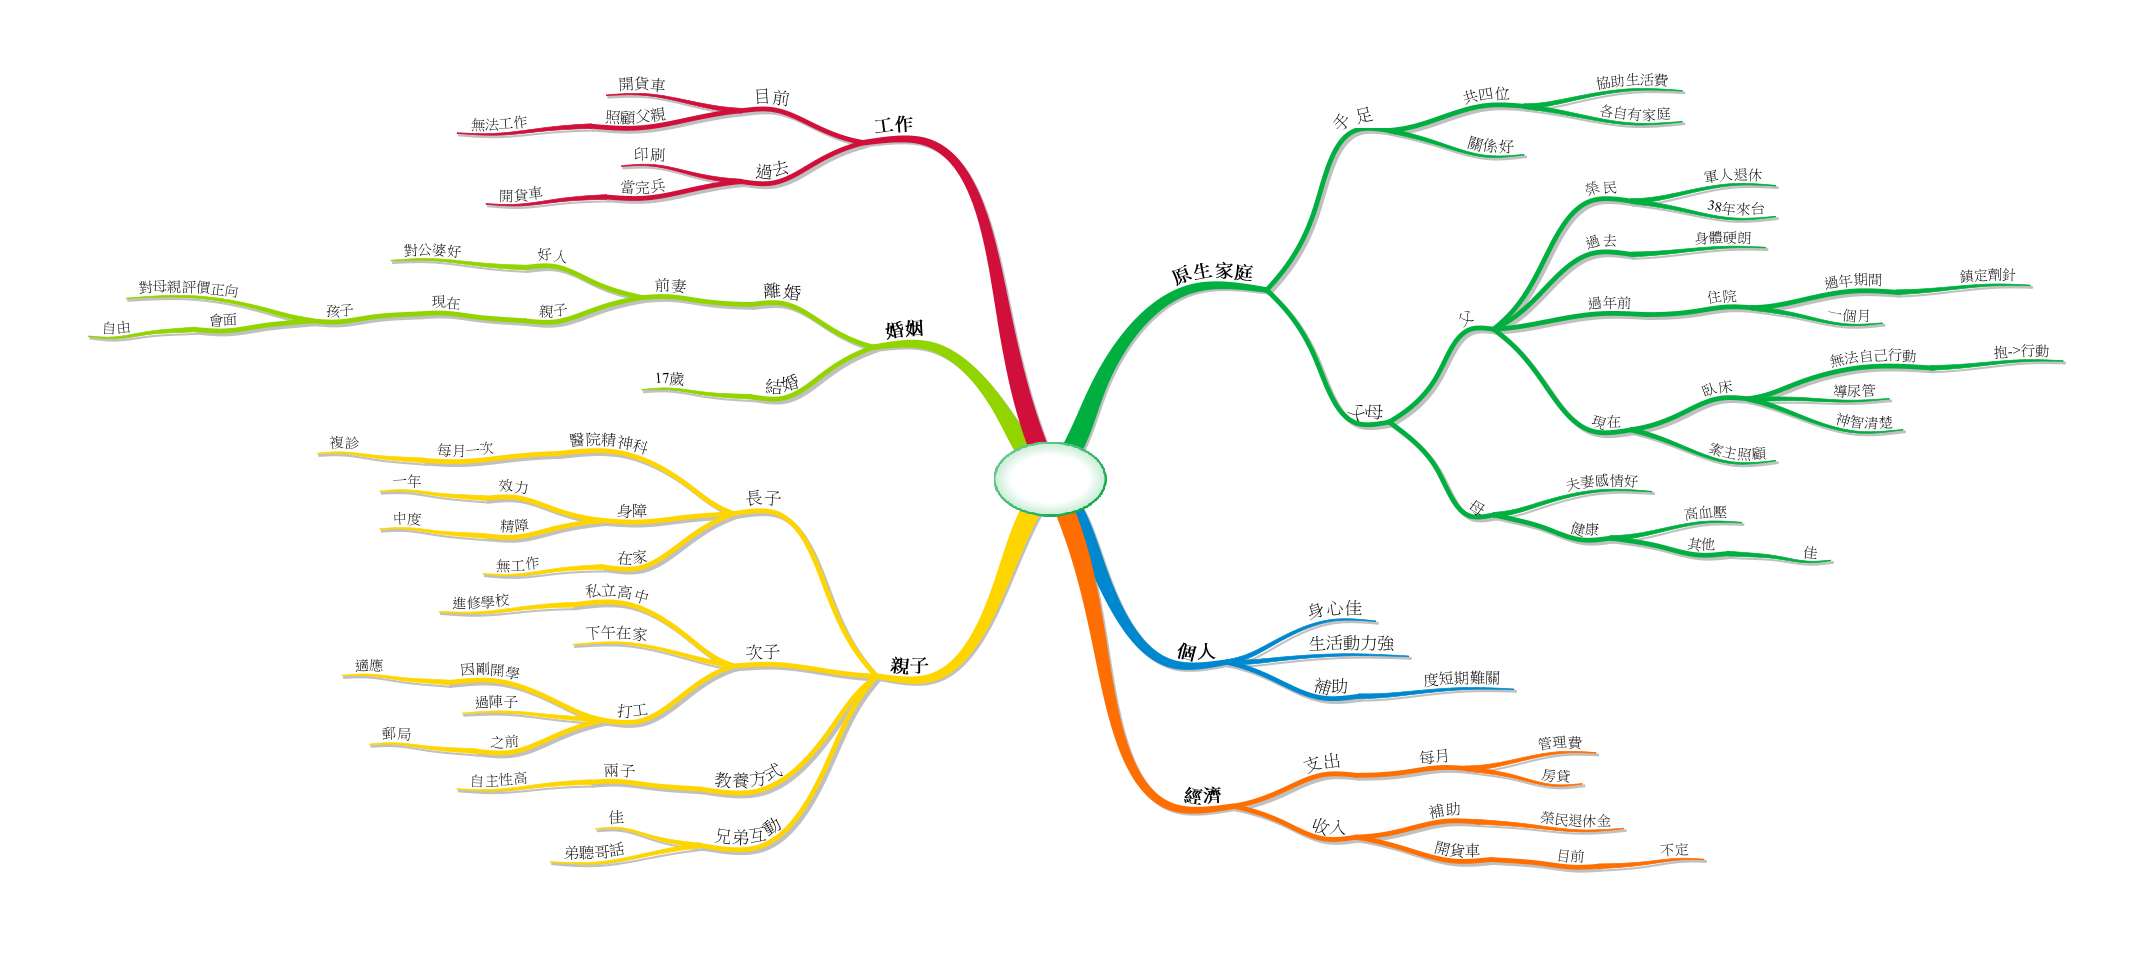 工作
目前
開貨車
照顧父親
無法工作
過去
印刷
當完兵
開貨車
婚姻
離婚
前妻
好人
對公婆好
親子
現在
孩子
對母親評價正向
會面
自由
結婚
17歲
親子
長子
醫院精神科
每月一次
複診
身障
效力
一年
精障
中度
在家
無工作
次子
私立高中
進修學校
下午在家
打工
因剛開學
適應
過陣子
之前
郵局
教養方式
兩子
自主性高
兄弟互動
佳
弟聽哥話
原生家庭
手足
共四位
協助生活費
各自有家庭
關係好
父母
父
榮民
軍人退休
38年來台
過去
身體硬朗
過年前
住院
過年期間
鎮定劑針
一個月
現在
臥床
無法自己行動
抱->行動
導尿管
神智清楚
案主照顧
母
夫妻感情好
健康
高血壓
其他
佳
個人
身心佳
生活動力強
補助
度短期難關
經濟
支出
每月
管理費
房貸
收入
補助
榮民退休金
開貨車
目前
不定